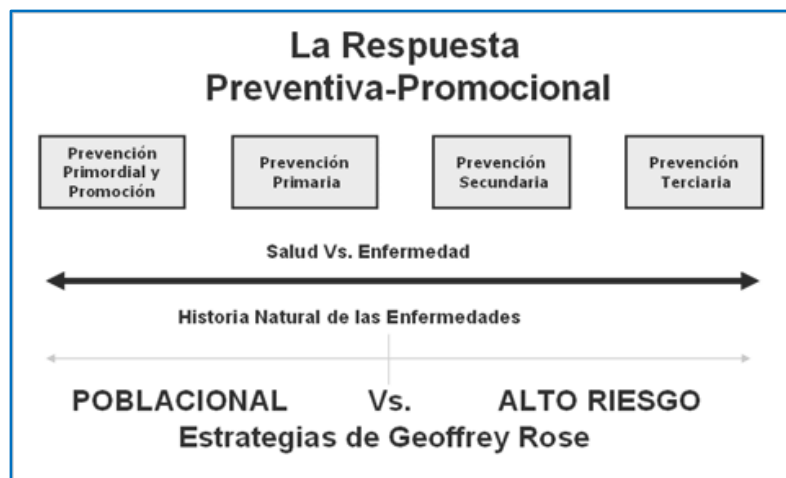 La Respuesta
Preventiva-Promocional
Prevención
Primordial y
Promoción
Prevención
Primaria
Prevención
Secundaria
Prevención
Terciaria
Salud Vs. Enfermedad
Historia Natural de las Enfermedades
POBLACIONAL Vs. ALTO RIESGO
Estrategias de Geoffrey Rose